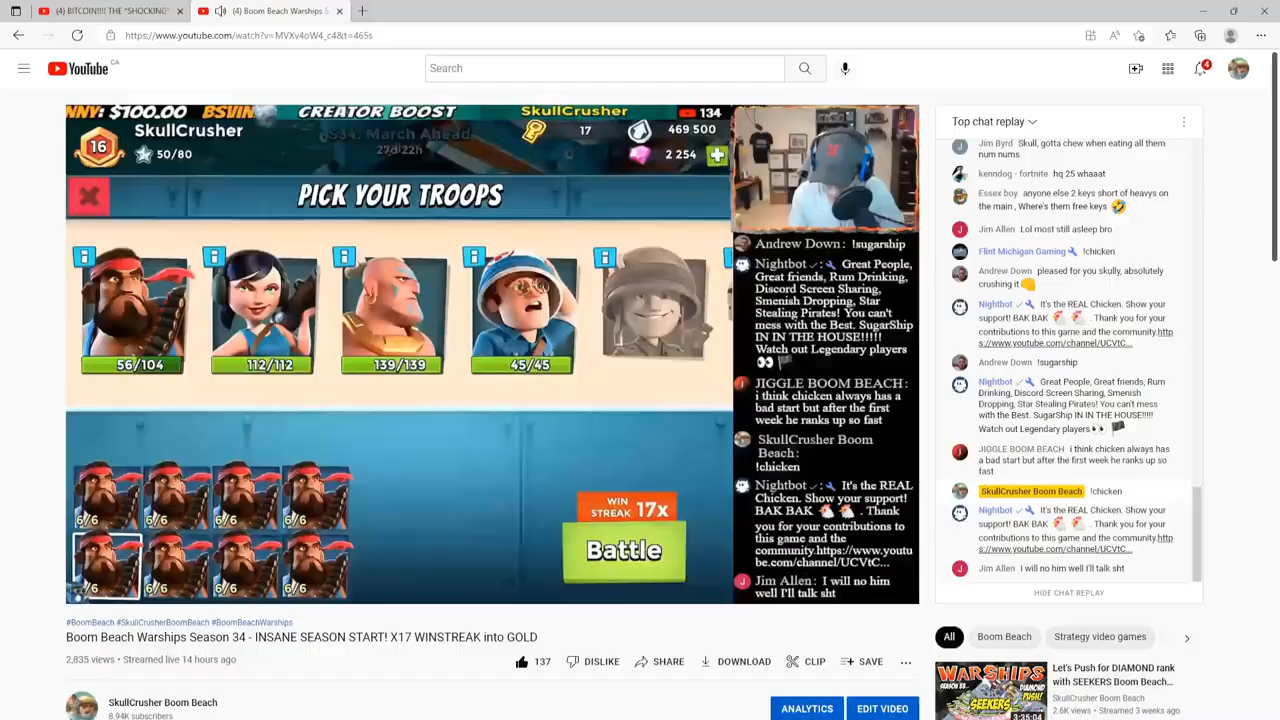 (4) BITCOIN!!!! THE "SHOCKING"
(4) Boom Beach Warships S
https://www.youtube.com/watch?v=MVXv4oW4_c4&t=465s
YouTube CA
Search
4
NNY: $100.00 BSVIN
CREATOR BOOST
SkullCrusher
134
16
SkullCrusher
50/80
S34. March Ahead
27d 22h
17
469 500
2 254
PICK YOUR TROOPS
56/104
112/112
139/139
45/45
6/6
6/6
6/6
6/6
6/6
6/6
6/6
6/6
WIN STREAK 17x
Battle
Andrew Down: !sugarship
Nightbot: Great People,
Great friends, Rum Drinking,
Discord Screen Sharing,
Smenish Dropping, Star
Stealing Pirates! You can't
mess with the Best. SugarShip
IN IN THE HOUSE!!!!!
Watch out Legendary players
👀 🏴
JIGGLE BOOM BEACH:
i think chicken always has a
bad start but after the first
week he ranks up so fast
SkullCrusher Boom
Beach:
!chicken
Nightbot: It's the REAL
Chicken. Show your support!
BAK BAK 🐔 🐔 . Thank
you for your contributions to
this game and the
community.https://www.youtu
be.com/channel/UCVtC...
Jim Allen: I will no him
well I'll talk sht
Top chat replay
Jim Byrd Skull, gotta chew when eating all them
num nums
kenndog - fortnite hq 25 whaaat
Essex boy anyone else 2 keys short of heavys on
the main , Where's them free keys 🤣
Jim Allen Lol most still asleep bro
Flint Michigan Gaming !chicken
Andrew Down pleased for you skully, absolutely
crushing it 👊
Nightbot It's the REAL Chicken. Show your
support! BAK BAK 🐔 🐔 . Thank you for your
contributions to this game and the community.http
s://www.youtube.com/channel/UCVtC...
Andrew Down !sugarship
Nightbot Great People, Great friends, Rum
Drinking, Discord Screen Sharing, Smenish
Dropping, Star Stealing Pirates! You can't mess
with the Best. SugarShip IN IN THE HOUSE!!!!!
Watch out Legendary players 👀 🏴
JIGGLE BOOM BEACH i think chicken always has
a bad start but after the first week he ranks up so
fast
SkullCrusher Boom Beach !chicken
Nightbot It's the REAL Chicken. Show your
support! BAK BAK 🐔 🐔 . Thank you for your
contributions to this game and the community.http
s://www.youtube.com/channel/UCVtC...
Jim Allen I will no him well I'll talk sht
HIDE CHAT REPLAY
#BoomBeach #SkullCrusherBoomBeach #BoomBeachWarships
Boom Beach Warships Season 34 - INSANE SEASON START! X17 WINSTREAK into GOLD
2,835 views • Streamed live 14 hours ago
137 DISLIKE SHARE DOWNLOAD CLIP SAVE
SkullCrusher Boom Beach
8.94K subscribers
ANALYTICS
EDIT VIDEO
All Boom Beach Strategy video games
WARSHIPS
SEASON 33
DIAMOND
PUSH!
SEEKERS
3:35:04
Let's Push for DIAMOND rank
with SEEKERS Boom Beach...
SkullCrusher Boom Beach
2.6K views • Streamed 3 weeks ago